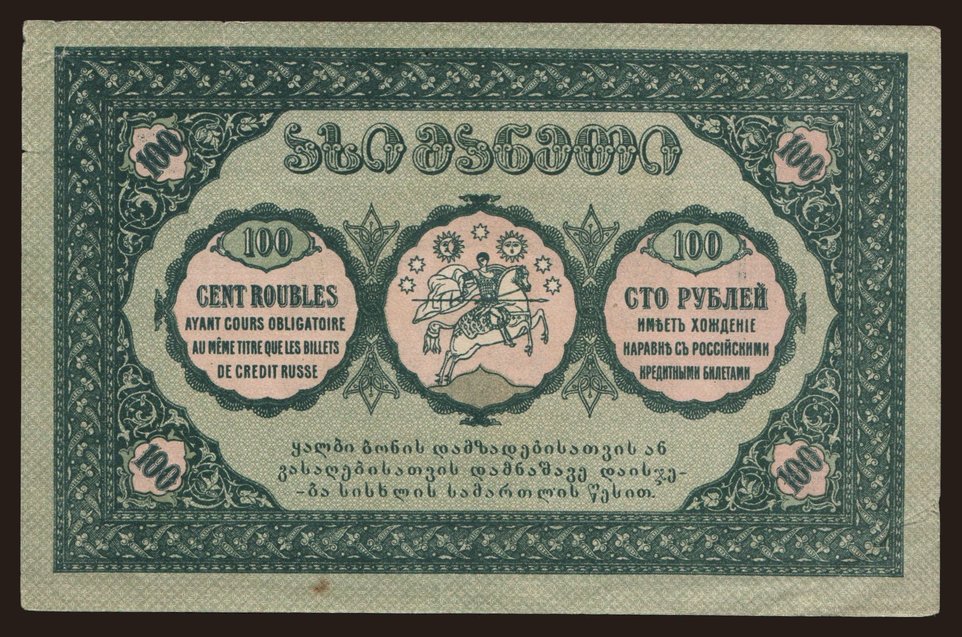 ასი მანეთი
100
100
100
CENT ROUBLES
AYANT COURS OBLIGATOIRE
AU MÊME TITRE QUE LES BILLETS
DE CREDIT RUSSE
100
СТО РУБЛЕЙ
ИМѢЕТЪ ХОЖДЕНІЕ
НАРАВНѢ СЪ РОССІЙСКИМИ
КРЕДИТНЫМИ БИЛЕТАМИ
ყალბი ბონის დამზადებისათვის ან
გასაღებისათვის დამნაშავე დაისჯე-
-ბა სისხლის სამართლის წესით.
100
100